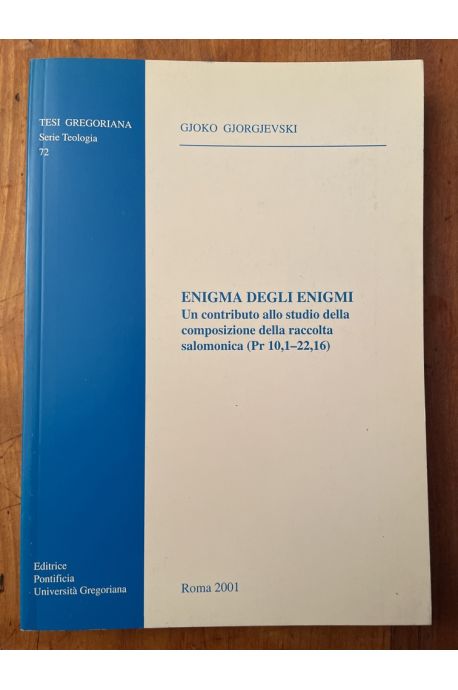 TESI GREGORIANA
Serie Teologia
72
GJOKO GJORGJEVSKI
ENIGMA DEGLI ENIGMI
Un contributo allo studio della
composizione della raccolta
salomonica (Pr 10,1–22,16)
Editrice
Pontificia
Università Gregoriana
Roma 2001